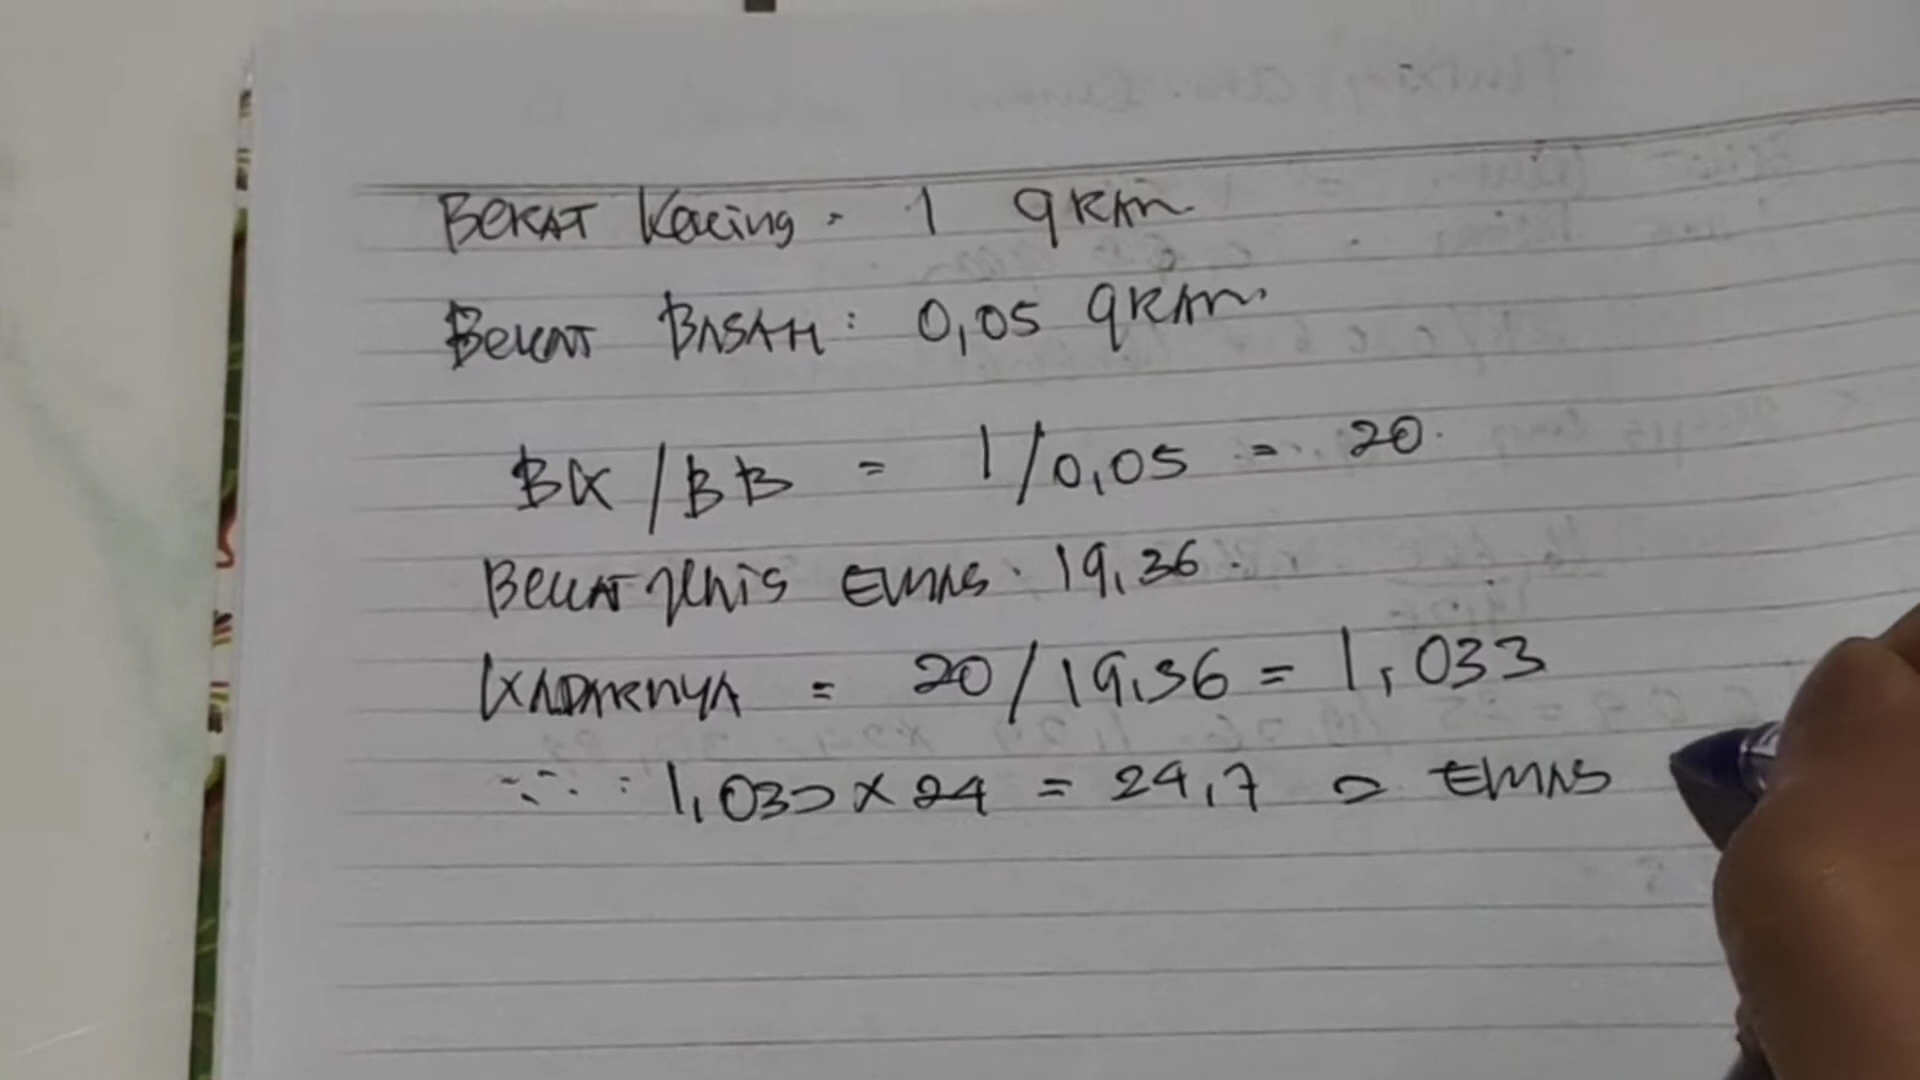 BERAT Kering = 1 gram
BERAT BASAH : 0,05 gram
BK / BB = 1/0,05 = 20
BERAT jenis EMAS . 19,36
KADARNYA = 20/19,36 = 1,033
1,033 x 24 = 24,7 = EMAS